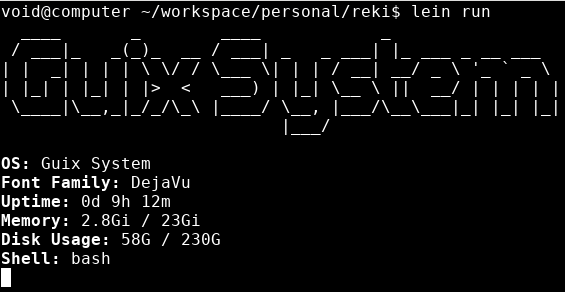 void@computer ~/workspace/personal/reki$ lein run
Guix System
OS: Guix System
Font Family: DejaVu
Uptime: 0d 9h 12m
Memory: 2.8Gi / 23Gi
Disk Usage: 58G / 230G
Shell: bash